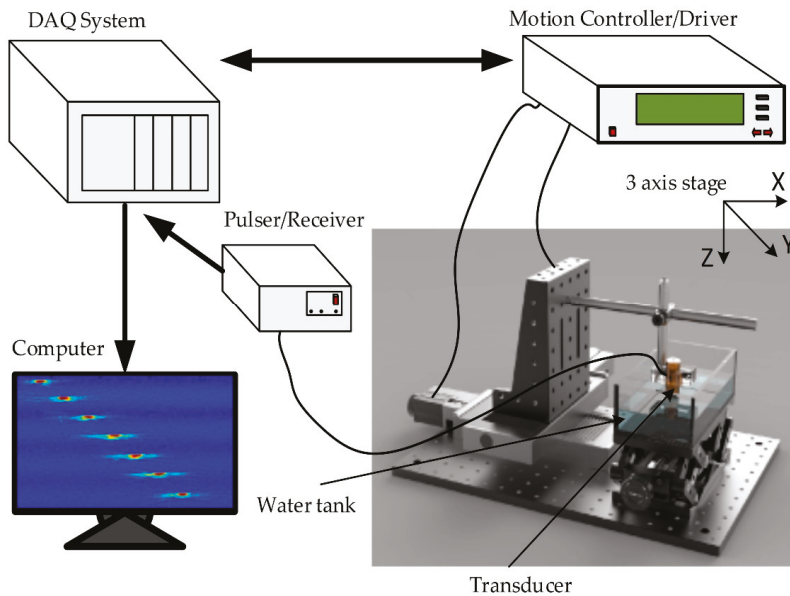 DAQ System
Motion Controller/Driver
3 axis stage
X
Y
Z
Pulser/Receiver
Computer
Water tank
Transducer